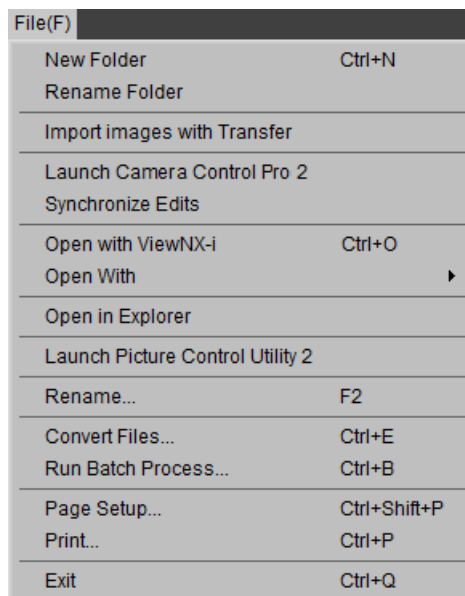 File(F)
New Folder Ctrl+N
Rename Folder
Import images with Transfer
Launch Camera Control Pro 2
Synchronize Edits
Open with ViewNX-i Ctrl+O
Open With
Open in Explorer
Launch Picture Control Utility 2
Rename... F2
Convert Files... Ctrl+E
Run Batch Process... Ctrl+B
Page Setup... Ctrl+Shift+P
Print... Ctrl+P
Exit Ctrl+Q